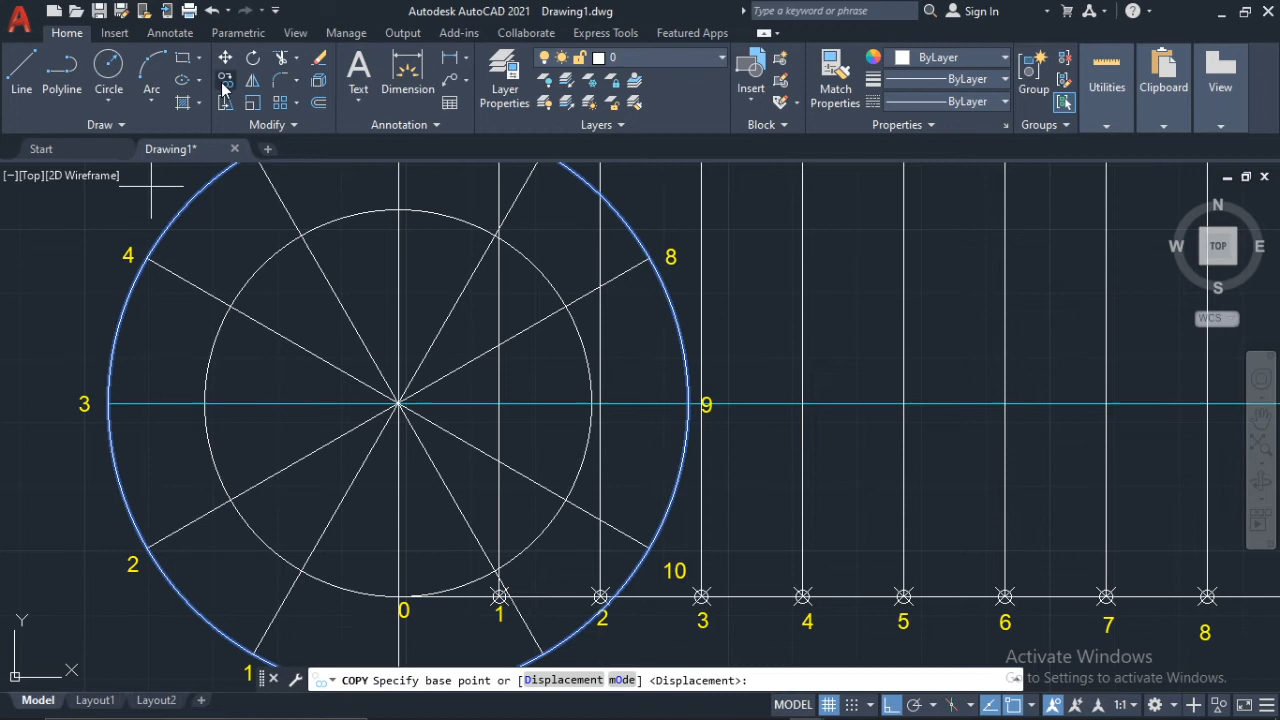 Autodesk AutoCAD 2021 Drawing1.dwg
Type a keyword or phrase
Sign In
Home Insert Annotate Parametric View Manage Output Add-ins Collaborate Express Tools Featured Apps
0
ByLayer
ByLayer
ByLayer
Line Polyline Circle Arc Text Dimension Layer Properties Insert Match Properties Group Utilities Clipboard View
Draw Modify Annotation Layers Block Properties Groups
Start Drawing1*
[−][Top][2D Wireframe]
N
W TOP E
S
WCS
4 8
3 9
2 10
0 1 2 3 4 5 6 7 8
1
Y
X
Activate Windows
Go to Settings to activate Windows.
COPY Specify base point or [Displacement mOde] <Displacement>:
Model Layout1 Layout2
MODEL 1:1